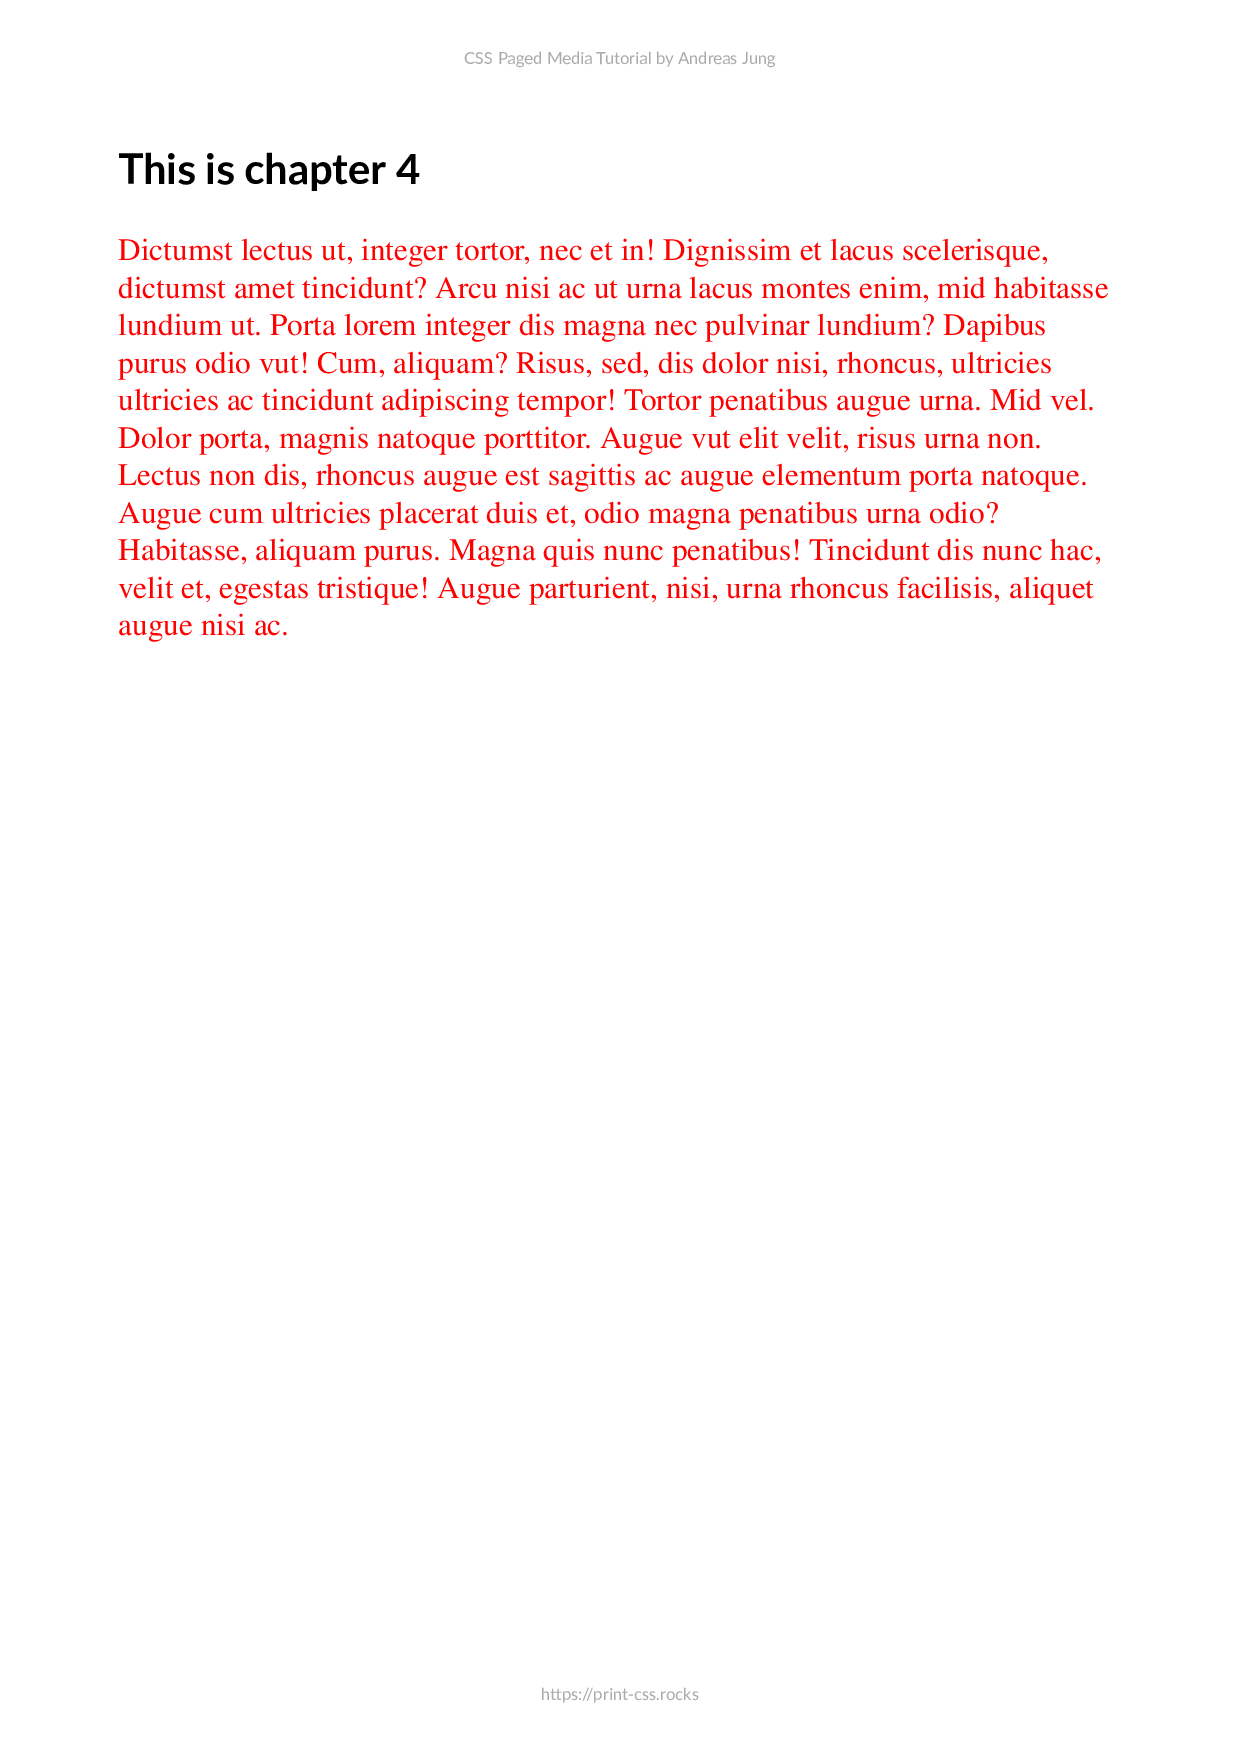 CSS Paged Media Tutorial by Andreas Jung
This is chapter 4
Dictumst lectus ut, integer tortor, nec et in! Dignissim et lacus scelerisque,
dictumst amet tincidunt? Arcu nisi ac ut urna lacus montes enim, mid habitasse
lundium ut. Porta lorem integer dis magna nec pulvinar lundium? Dapibus
purus odio vut! Cum, aliquam? Risus, sed, dis dolor nisi, rhoncus, ultricies
ultricies ac tincidunt adipiscing tempor! Tortor penatibus augue urna. Mid vel.
Dolor porta, magnis natoque porttitor. Augue vut elit velit, risus urna non.
Lectus non dis, rhoncus augue est sagittis ac augue elementum porta natoque.
Augue cum ultricies placerat duis et, odio magna penatibus urna odio?
Habitasse, aliquam purus. Magna quis nunc penatibus! Tincidunt dis nunc hac,
velit et, egestas tristique! Augue parturient, nisi, urna rhoncus facilisis, aliquet
augue nisi ac.
https://print-css.rocks